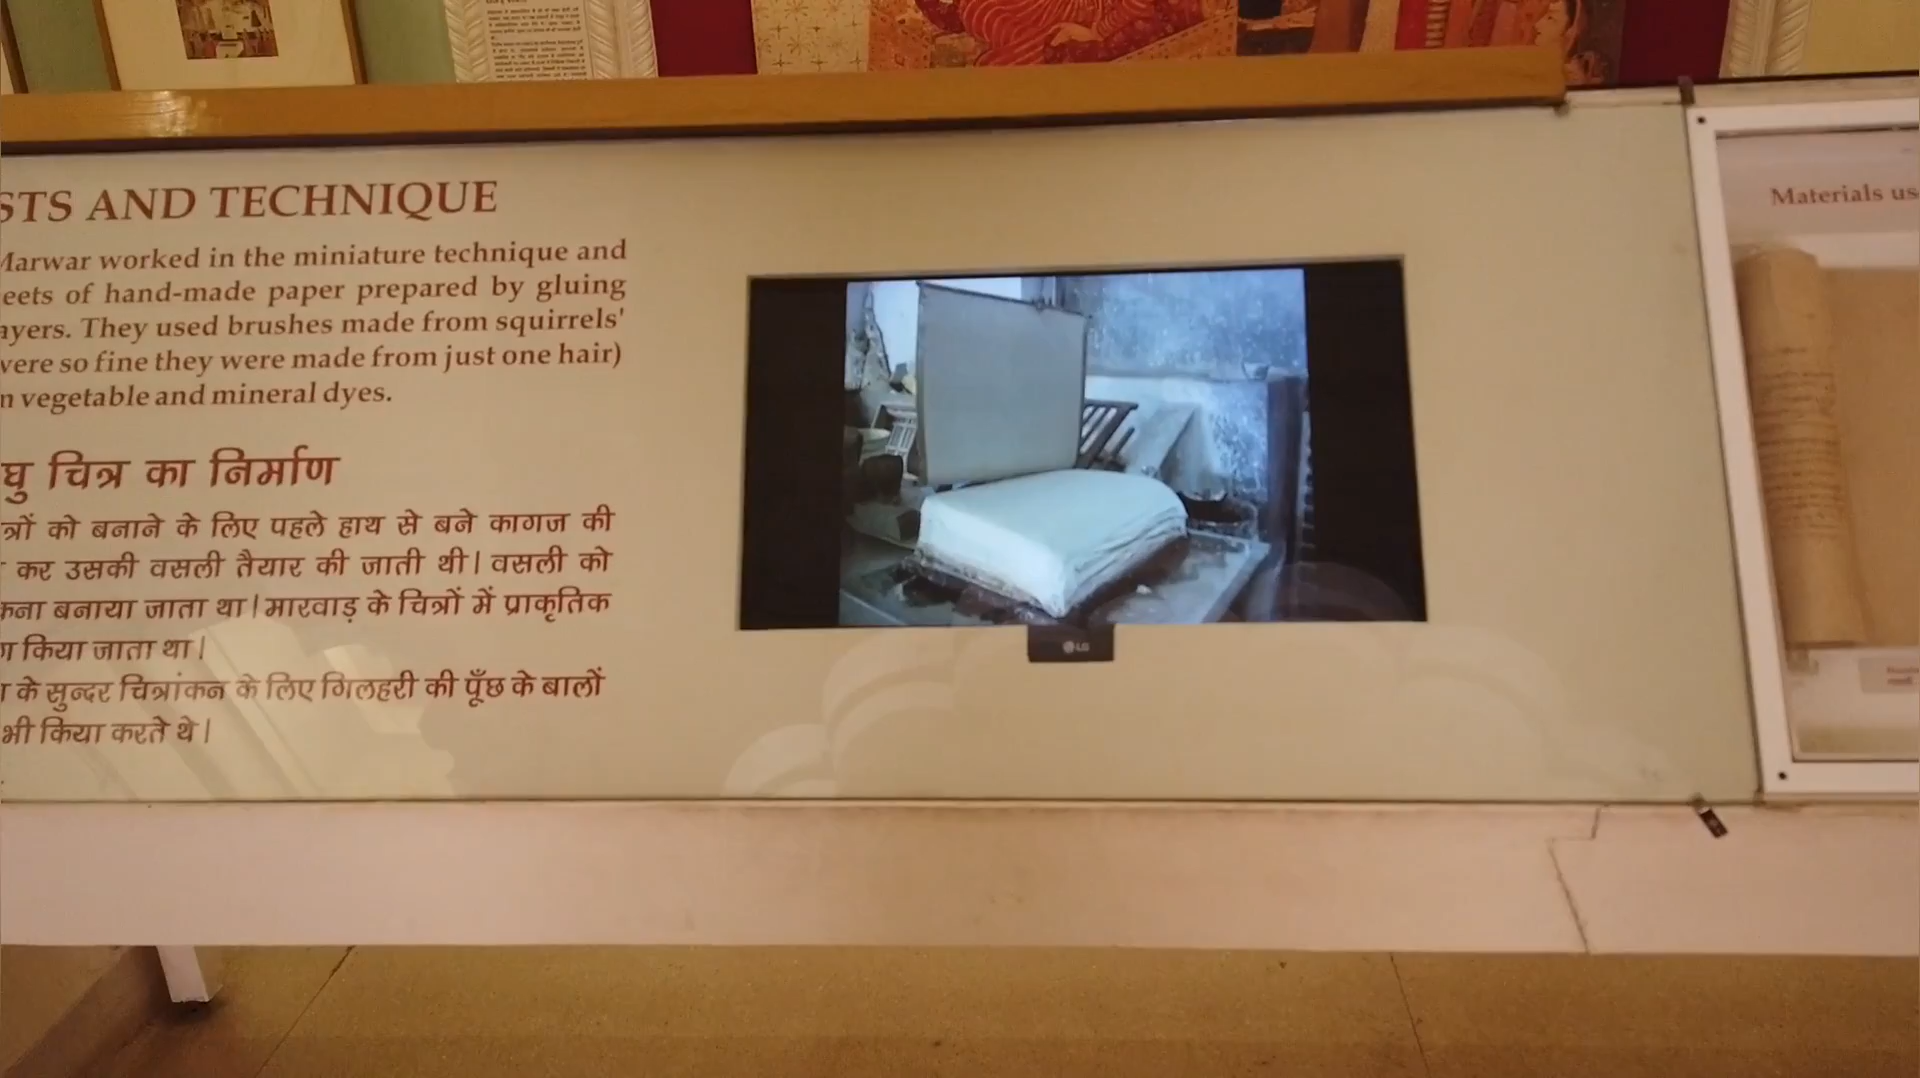 STS AND TECHNIQUE
Marwar worked in the miniature technique and
eets of hand-made paper prepared by gluing
ayers. They used brushes made from squirrels'
were so fine they were made from just one hair)
n vegetable and mineral dyes.
घु चित्र का निर्माण
त्रों को बनाने के लिए पहले हाथ से बने कागज की
कर उसकी वसली तैयार की जाती थी। वसली को
कना बनाया जाता था। मारवाड़ के चित्रों में प्राकृतिक
किया जाता था।
के सुन्दर चित्रांकन के लिए गिलहरी की पूँछ के बालों
भी किया करते थे।
LG
Materials us